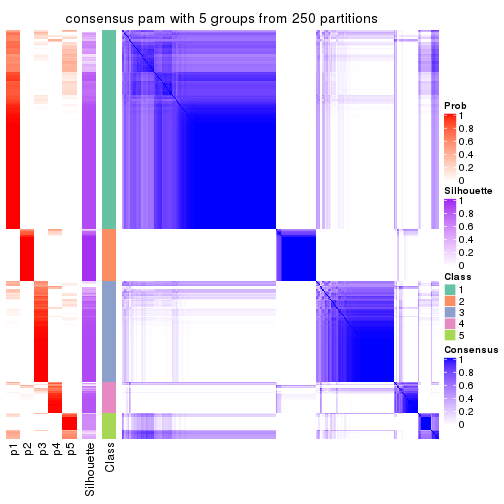 consensus pam with 5 groups from 250 partitions
Prob
1
0.8
0.6
0.4
0.2
0
Silhouette
1
0.8
0.6
0.4
0.2
0
Class
1
2
3
4
5
Consensus
1
0.8
0.6
0.4
0.2
0
p1
p2
p3
p4
p5
Silhouette
Class